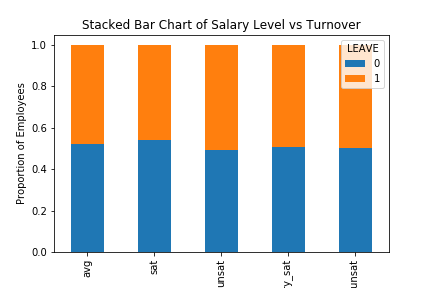 Stacked Bar Chart of Salary Level vs Turnover
LEAVE
0
1
1.0
0.8
0.6
0.4
0.2
0.0
Proportion of Employees
avg
sat
unsat
ry_sat
unsat